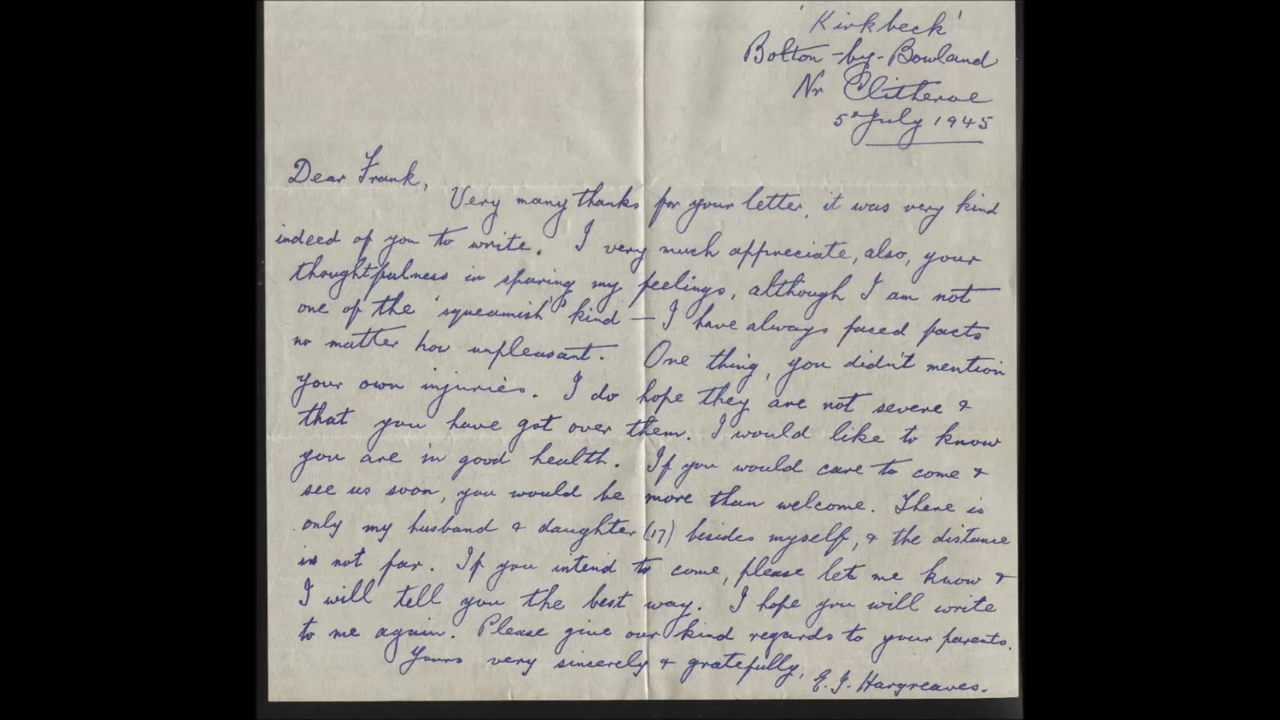 'Kirkbeck'
Bolton-by-Bowland
Nr Clitheroe
5th July 1945
Dear Frank,
Very many thanks for your letter, it was very kind
indeed of you to write. I very much appreciate, also, your
thoughtfulness in sparing my feelings, although I am not
one of the 'squeamish' kind — I have always faced facts
no matter how unpleasant. One thing, you didn't mention
your own injuries. I do hope they are not severe &
that you have got over them. I would like to know
you are in good health. If you would care to come &
see us soon, you would be more than welcome. There is
only my husband & daughter (17) besides myself, & the distance
is not far. If you intend to come, please let me know &
I will tell you the best way. I hope you will write
to me again. Please give our kind regards to your parents.
Yours very sincerely & gratefully,
E. J. Hargreaves.